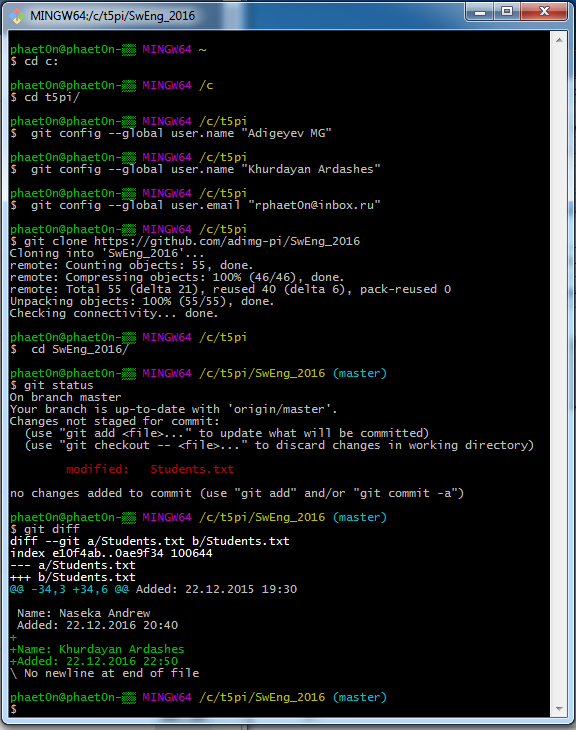 MINGW64:/c/t5pi/SwEng_2016
phaet0n@phaet0n-▒▒ MINGW64 ~
$ cd c:
phaet0n@phaet0n-▒▒ MINGW64 /c
$ cd t5pi/
phaet0n@phaet0n-▒▒ MINGW64 /c/t5pi
$  git config --global user.name "Adigeyev MG"
phaet0n@phaet0n-▒▒ MINGW64 /c/t5pi
$  git config --global user.name "Khurdayan Ardashes"
phaet0n@phaet0n-▒▒ MINGW64 /c/t5pi
$  git config --global user.email "rphaet0n@inbox.ru"
phaet0n@phaet0n-▒▒ MINGW64 /c/t5pi
$ git clone https://github.com/adimg-pi/SwEng_2016
Cloning into 'SwEng_2016'...
remote: Counting objects: 55, done.
remote: Compressing objects: 100% (46/46), done.
remote: Total 55 (delta 21), reused 40 (delta 6), pack-reused 0
Unpacking objects: 100% (55/55), done.
Checking connectivity... done.
phaet0n@phaet0n-▒▒ MINGW64 /c/t5pi
$  cd SwEng_2016/
phaet0n@phaet0n-▒▒ MINGW64 /c/t5pi/SwEng_2016 (master)
$ git status
On branch master
Your branch is up-to-date with 'origin/master'.
Changes not staged for commit:
  (use "git add <file>..." to update what will be committed)
  (use "git checkout -- <file>..." to discard changes in working directory)
        modified:   Students.txt
no changes added to commit (use "git add" and/or "git commit -a")
phaet0n@phaet0n-▒▒ MINGW64 /c/t5pi/SwEng_2016 (master)
$ git diff
diff --git a/Students.txt b/Students.txt
index e10f4ab..0ae9f34 100644
--- a/Students.txt
+++ b/Students.txt
@@ -34,3 +34,6 @@ Added: 22.12.2015 19:30
 Name: Naseka Andrew
 Added: 22.12.2016 20:40
+
+Name: Khurdayan Ardashes
+Added: 22.12.2016 22:50
\ No newline at end of file
phaet0n@phaet0n-▒▒ MINGW64 /c/t5pi/SwEng_2016 (master)
$